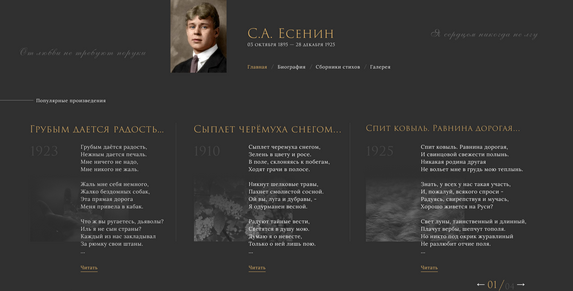 С.А. Есенин
03 октября 1895 — 28 декабря 1925
От любви не требуют поруки
Я сердцем никогда не лгу
Главная / Биография / Сборники стихов / Галерея
Популярные произведения
Грубым дается радость...
1923
Грубым даётся радость,
Нежным даётся печаль.
Мне ничего не надо,
Мне никого не жаль.
Жаль мне себя немного,
Жалко бездомных собак,
Эта прямая дорога
Меня привела в кабак.
Что ж вы ругаетесь, дьяволы?
Иль я не сын страны?
Каждый из нас закладывал
За рюмку свои штаны.
...
Читать
Сыплет черёмуха снегом...
1910
Сыплет черемуха снегом,
Зелень в цвету и росе.
В поле, склоняясь к побегам,
Ходят грачи в полосе.
Никнут шелковые травы,
Пахнет смолистой сосной.
Ой вы, луга и дубравы, -
Я одурманен весной.
Радуют тайные вести,
Светятся в душу мою.
Думаю я о невесте,
Только о ней лишь пою.
...
Читать
Спит ковыль. Равнина дорогая...
1925
Спит ковыль. Равнина дорогая,
И свинцовой свежести полынь.
Никакая родина другая
Не вольет мне в грудь мою теплынь.
Знать, у всех у нас такая участь,
И, пожалуй, всякого спроси -
Радуясь, свирепствуя и мучась,
Хорошо живется на Руси?
Свет луны, таинственный и длинный,
Плачут вербы, шепчут тополя.
Но никто под окрик журавлиный
Не разлюбит отчие поля.
...
Читать
01 / 04